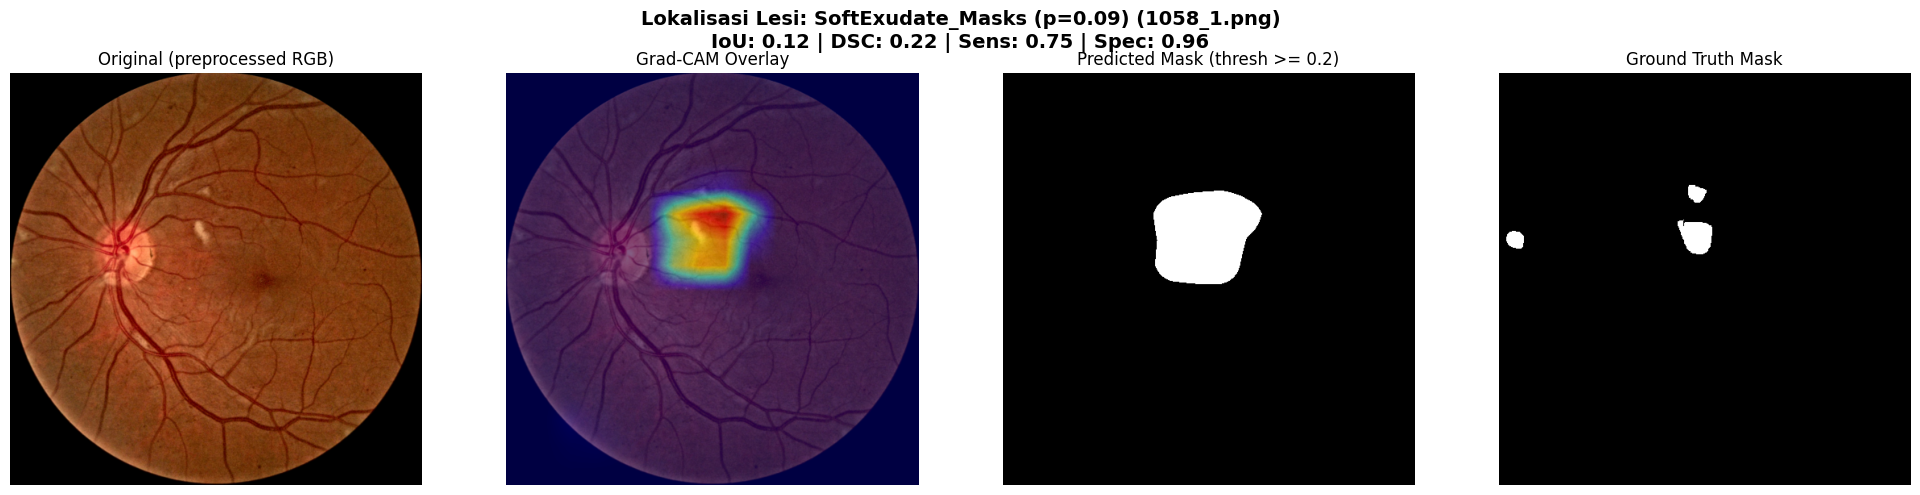 Lokalisasi Lesi: SoftExudate_Masks (p=0.09) (1058_1.png)
IoU: 0.12 | DSC: 0.22 | Sens: 0.75 | Spec: 0.96
Original (preprocessed RGB)
Grad-CAM Overlay
Predicted Mask (thresh >= 0.2)
Ground Truth Mask